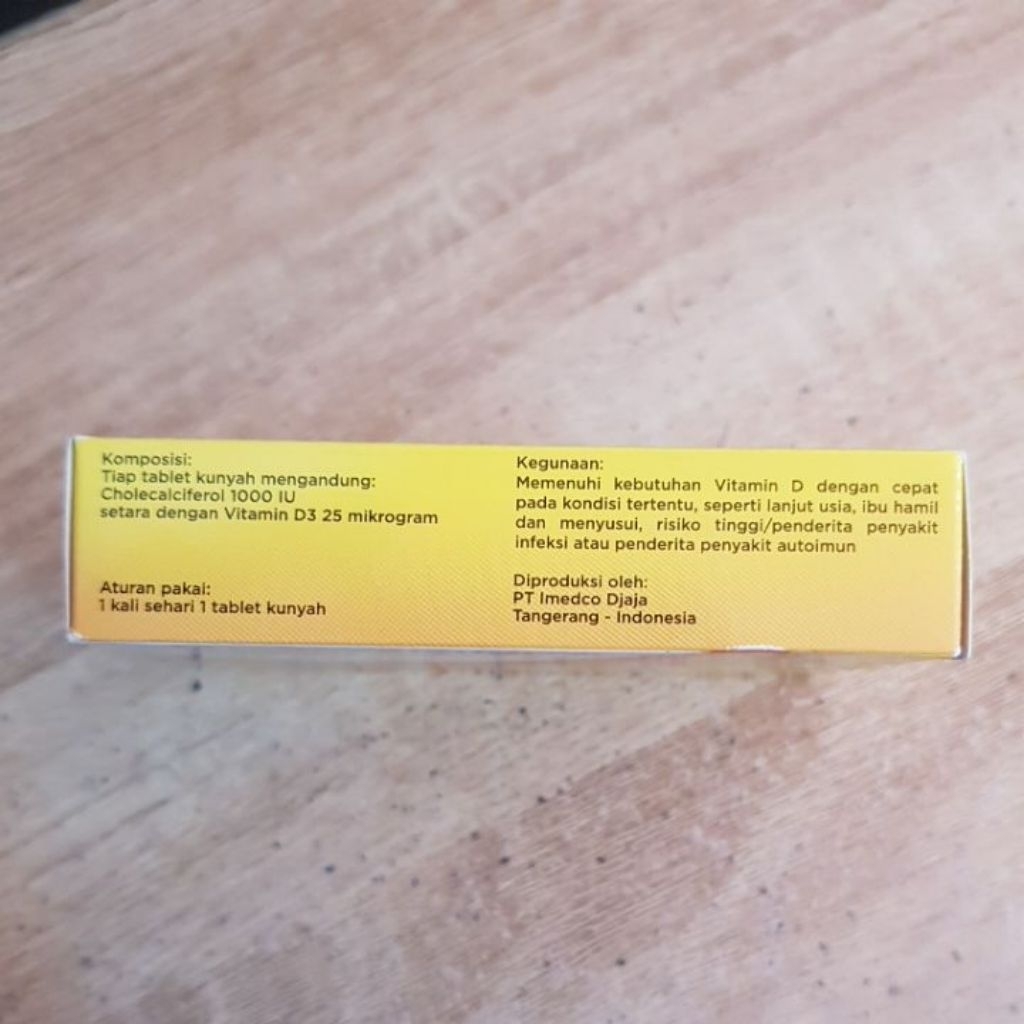 Komposisi:
Tiap tablet kunyah mengandung:
Cholecalciferol 1000 IU
setara dengan Vitamin D3 25 mikrogram
Aturan pakai:
1 kali sehari 1 tablet kunyah
Kegunaan:
Memenuhi kebutuhan Vitamin D dengan cepat
pada kondisi tertentu, seperti lanjut usia, ibu hamil
dan menyusui, risiko tinggi/penderita penyakit
infeksi atau penderita penyakit autoimun
Diproduksi oleh:
PT Imedco Djaja
Tangerang - Indonesia